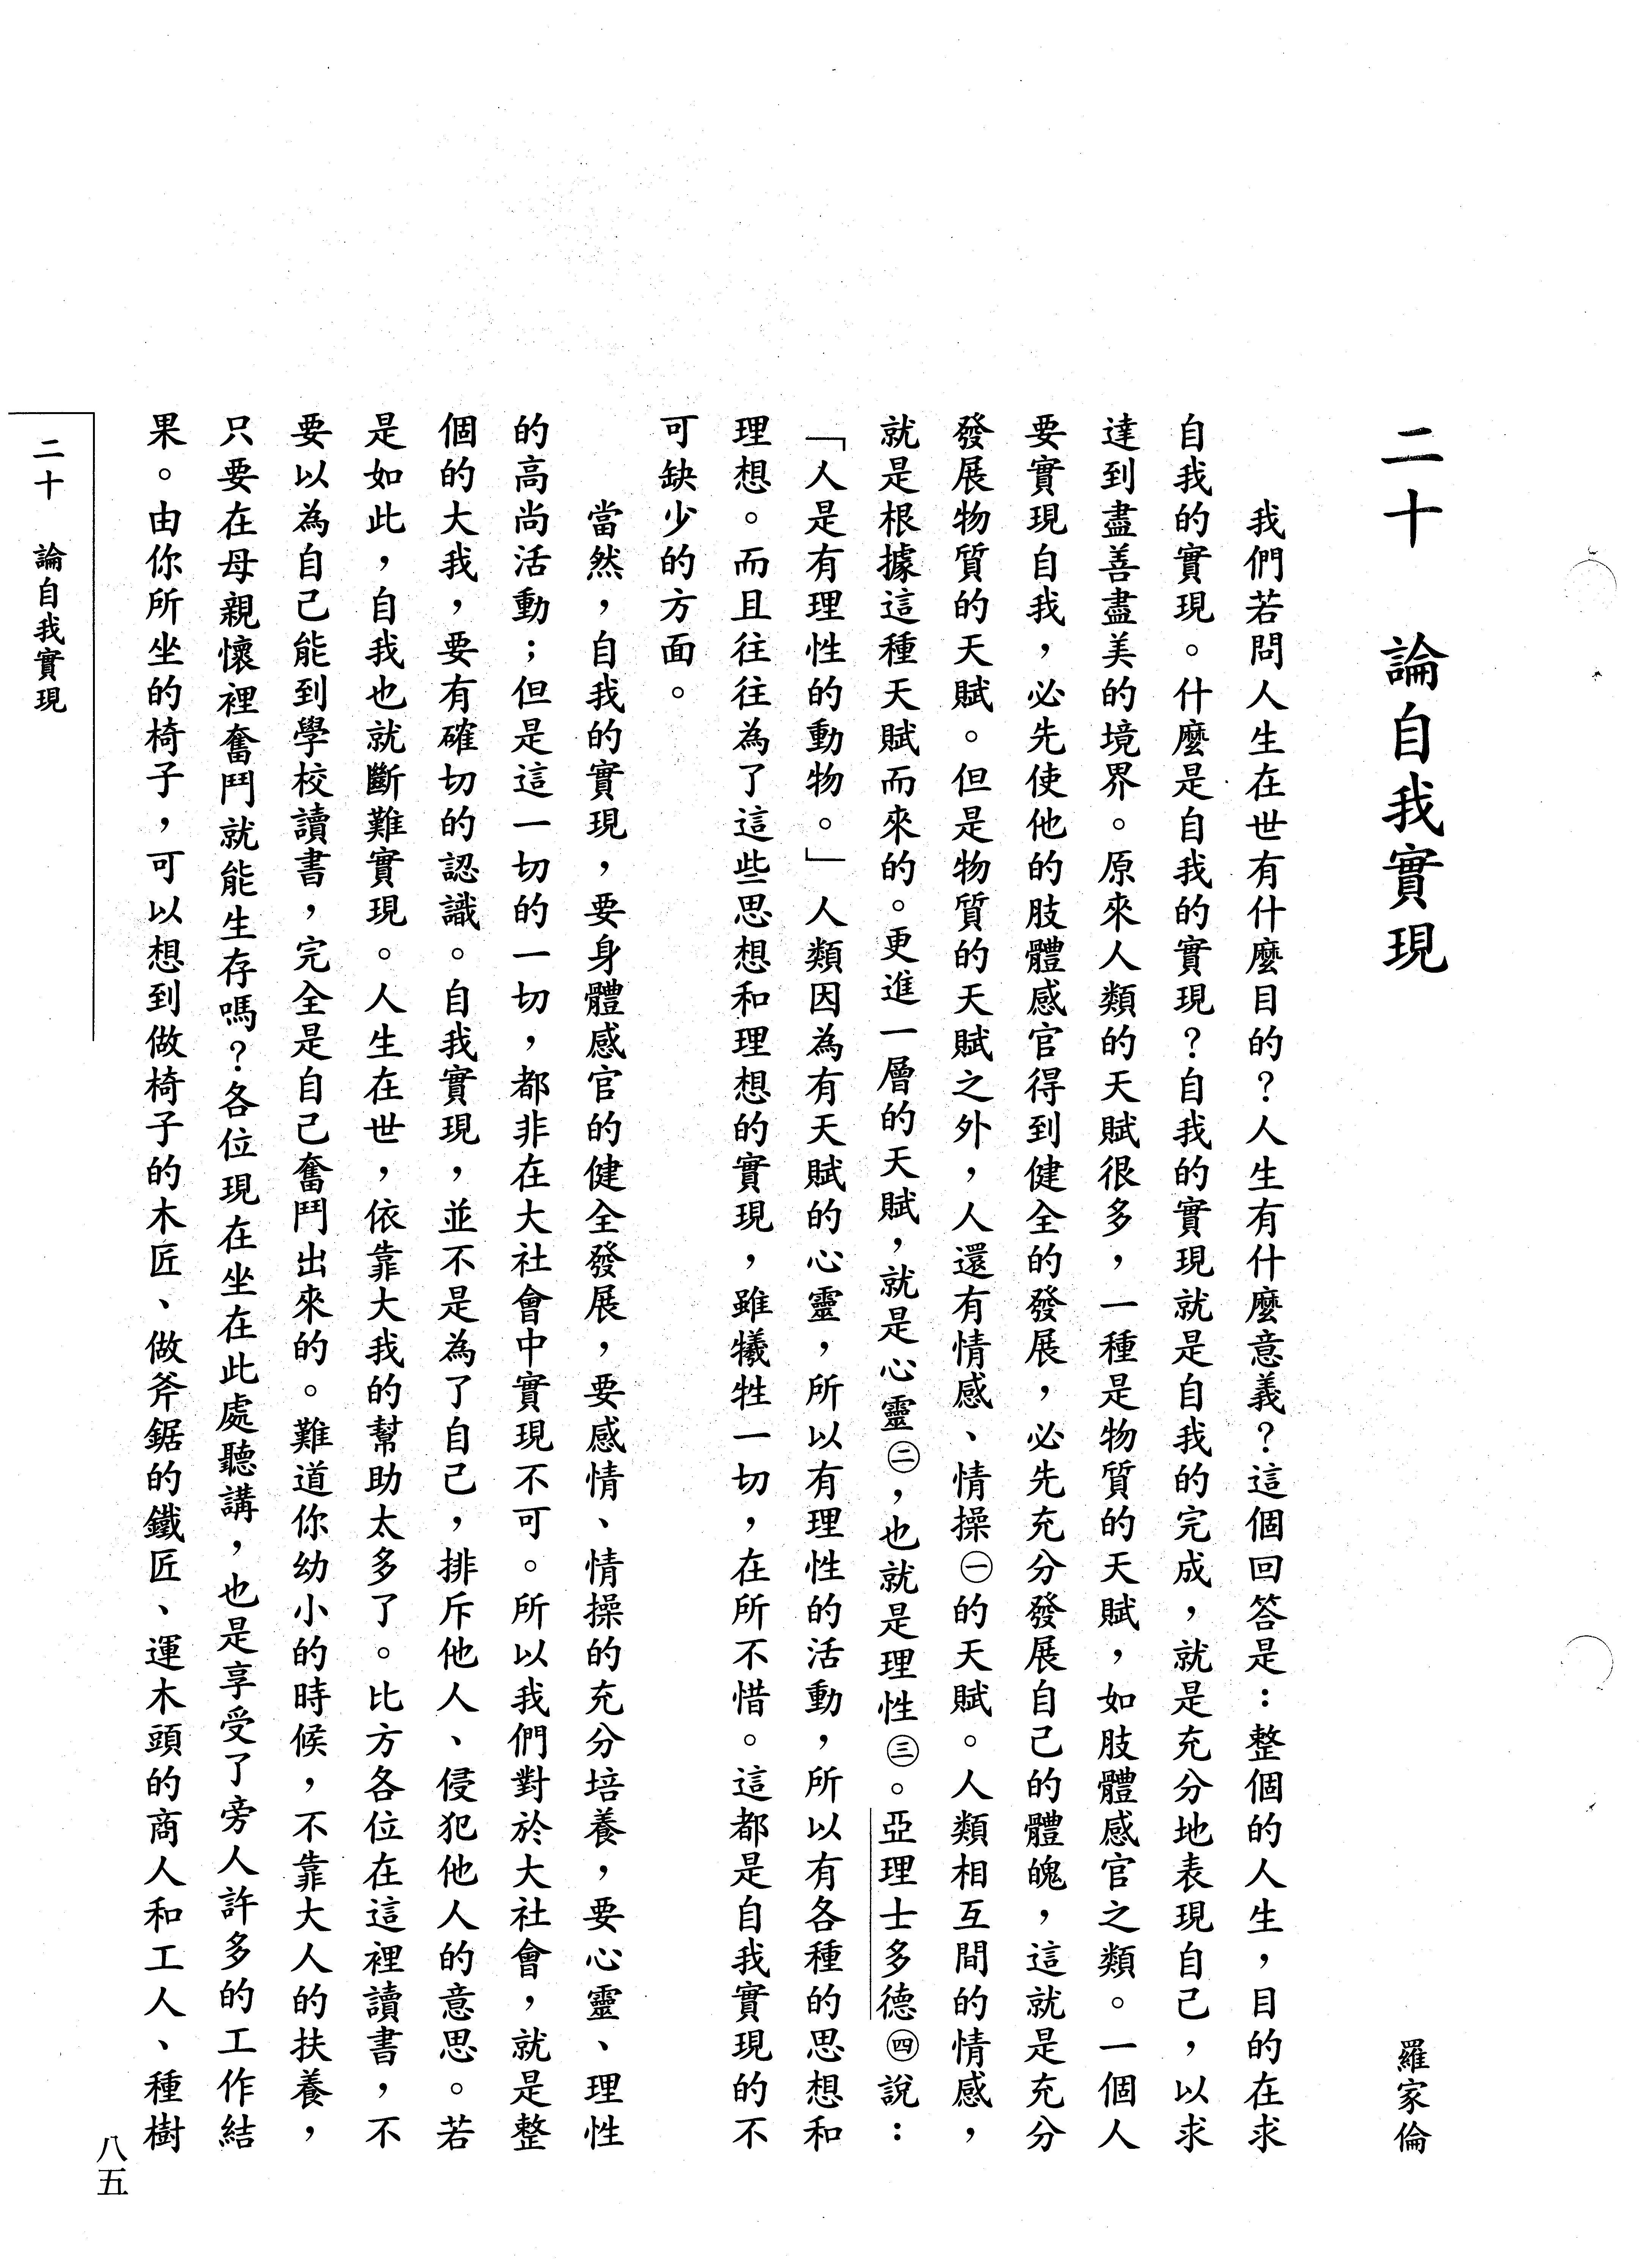 二十　論自我實現
羅家倫
我們若問人生在世有什麼目的？人生有什麼意義？這個回答是：整個的人生，目的在求
自我的實現。什麼是自我的實現？自我的實現就是自我的完成，就是充分地表現自己，以求
達到盡善盡美的境界。原來人類的天賦很多，一種是物質的天賦，如肢體感官之類。一個人
要實現自我，必先使他的肢體感官得到健全的發展，必先充分發展自己的體魄，這就是充分
發展物質的天賦。但是物質的天賦之外，人還有情感、情操㊀的天賦。人類相互間的情感，
就是根據這種天賦而來的。更進一層的天賦，就是心靈㊁，也就是理性㊂。亞理士多德㊃說：
「人是有理性的動物。」人類因為有天賦的心靈，所以有理性的活動，所以有各種的思想和
理想。而且往往為了這些思想和理想的實現，雖犧牲一切，在所不惜。這都是自我實現的不
可缺少的方面。
當然，自我的實現，要身體感官的健全發展，要感情、情操的充分培養，要心靈、理性
的高尚活動；但是這一切的一切，都非在大社會中實現不可。所以我們對於大社會，就是整
個的大我，要有確切的認識。自我實現，並不是為了自己，排斥他人、侵犯他人的意思。若
是如此，自我也就斷難實現。人生在世，依靠大我的幫助太多了。比方各位在這裡讀書，不
要以為自己能到學校讀書，完全是自己奮鬥出來的。難道你幼小的時候，不靠大人的扶養，
只要在母親懷裡奮鬥就能生存嗎？各位現在坐在此處聽講，也是享受了旁人許多的工作結
果。由你所坐的椅子，可以想到做椅子的木匠、做斧鋸的鐵匠、運木頭的商人和工人、種樹
二十　論自我實現
八五